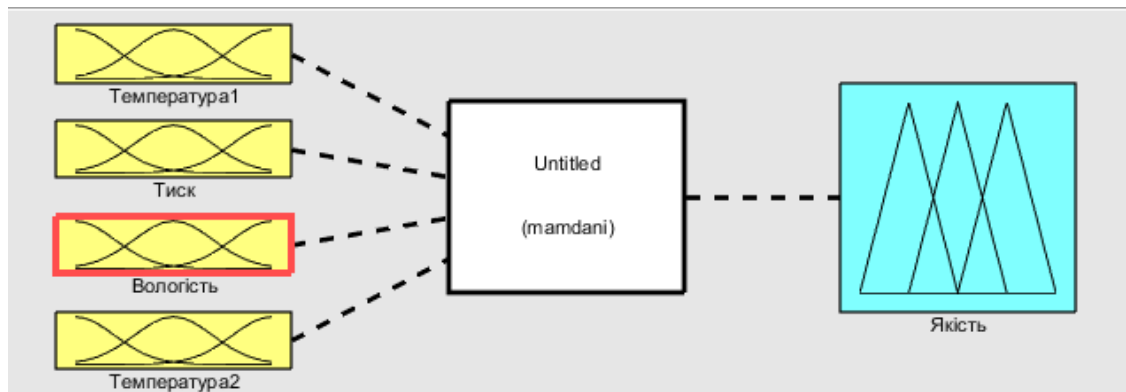 Температура1
Тиск
Вологість
Температура2
Untitled
(mamdani)
Якість